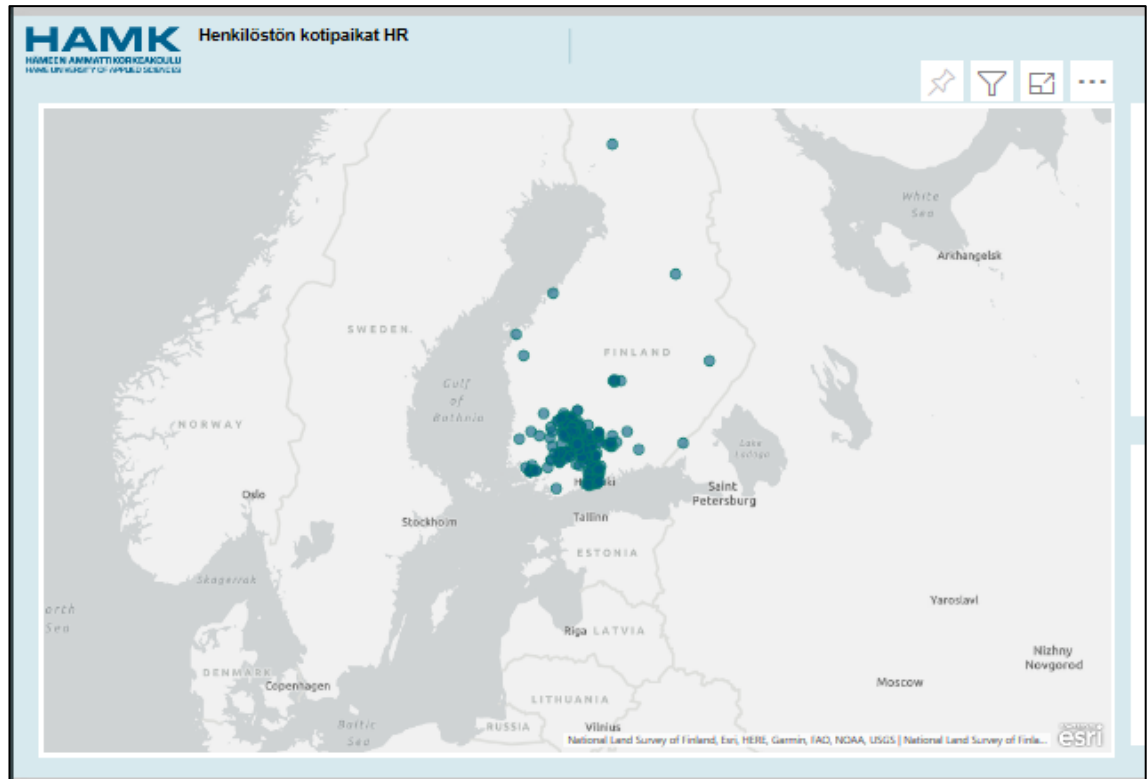 HAMK
HÄMEEN AMMATTIKORKEAKOULU
HÄME UNIVERSITY OF APPLIED SCIENCES
Henkilöstön kotipaikat HR
White
Sea
Arkhangelsk
SWEDEN
FINLAND
Gulf
of
Bothnia
NORWAY
Lake
Ladoga
Oslo
Saint
Petersburg
Stockholm
Tallinn
ESTONIA
Skagerrak
orth
Sea
Yaroslavl
Riga LATVIA
Nizhny
Novgorod
DENMARK
Copenhagen
Moscow
LITHUANIA
Baltic
Sea
RUSSIA
Vilnius
National Land Survey of Finland, Esri, HERE, Garmin, FAO, NOAA, USGS | National Land Survey of Finla...
esri